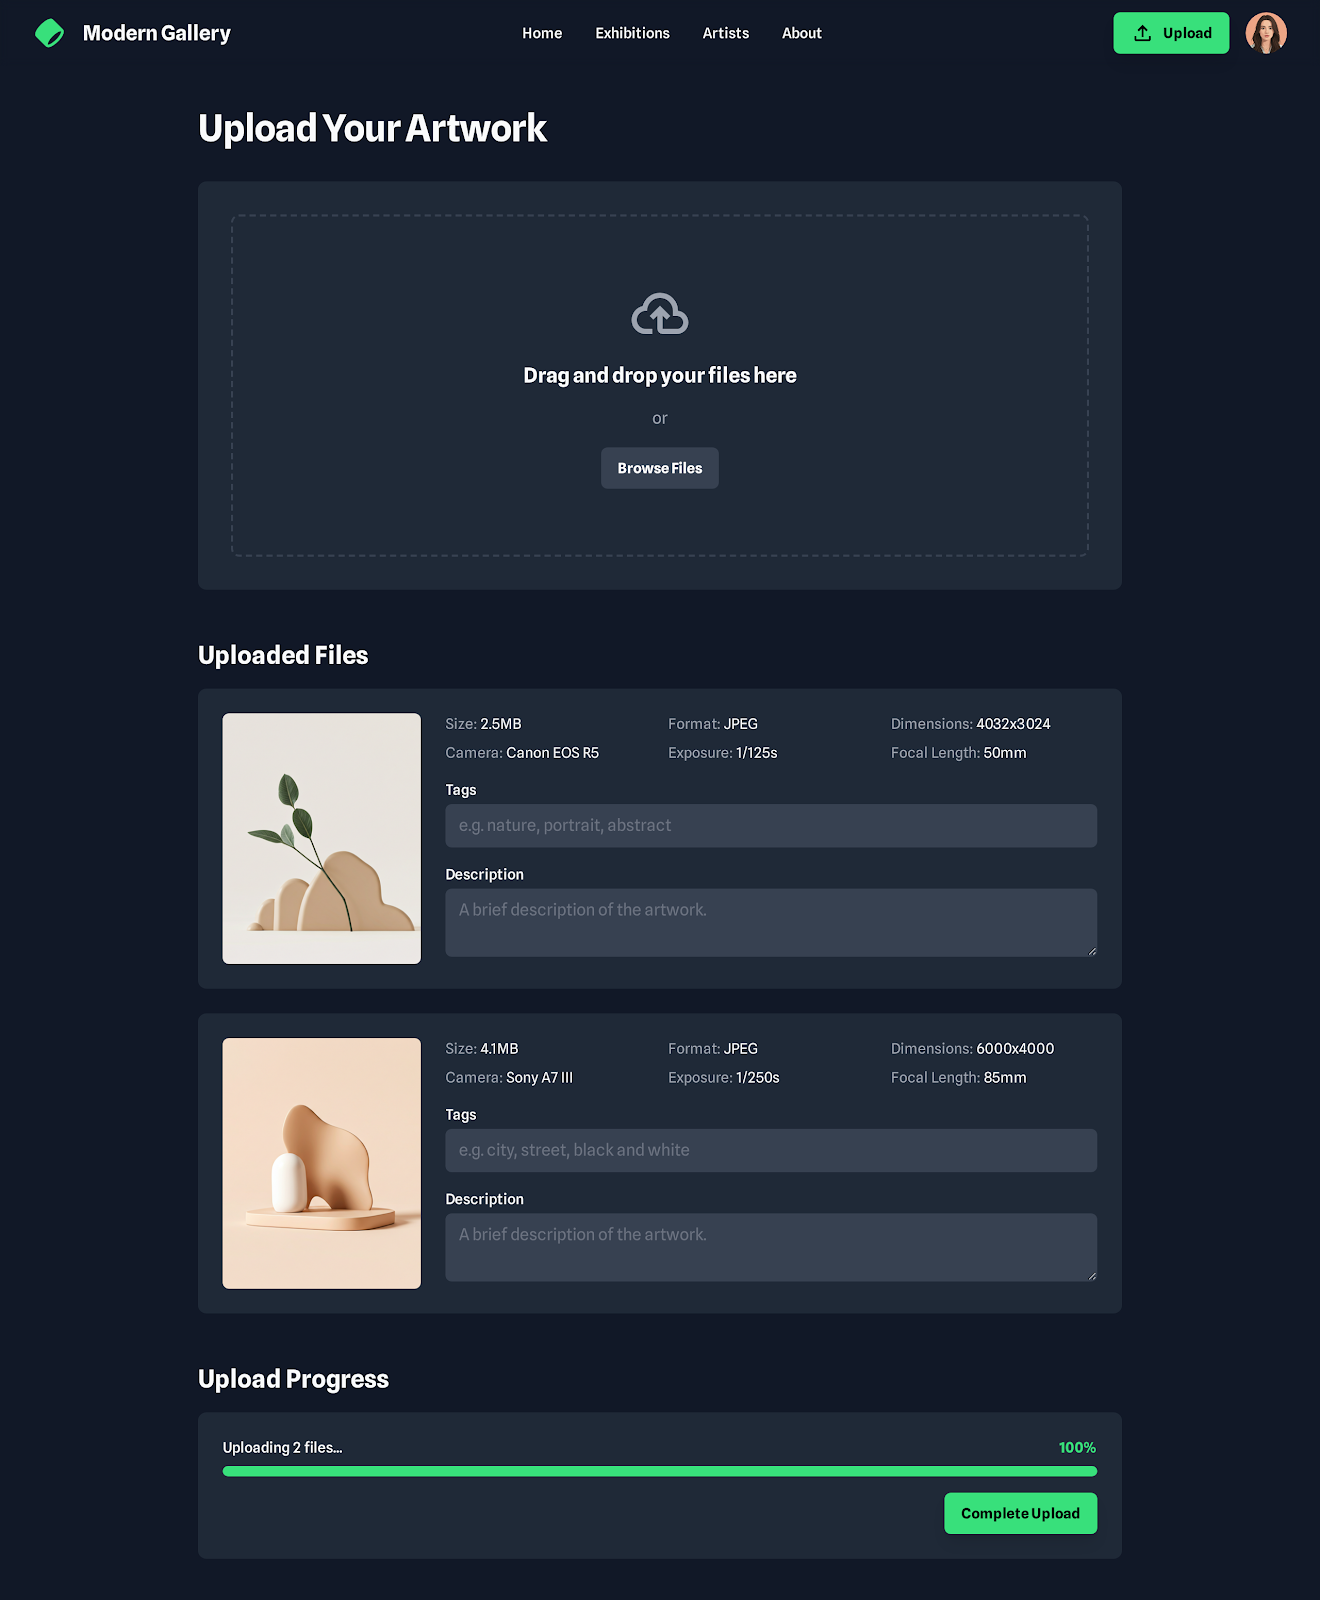 Modern Gallery
Home Exhibitions Artists About
Upload
Upload Your Artwork
Drag and drop your files here
or
Browse Files
Uploaded Files
Size: 2.5MB Format: JPEG Dimensions: 4032x3024
Camera: Canon EOS R5 Exposure: 1/125s Focal Length: 50mm
Tags
e.g. nature, portrait, abstract
Description
A brief description of the artwork.
Size: 4.1MB Format: JPEG Dimensions: 6000x4000
Camera: Sony A7 III Exposure: 1/250s Focal Length: 85mm
Tags
e.g. city, street, black and white
Description
A brief description of the artwork.
Upload Progress
Uploading 2 files... 100%
Complete Upload